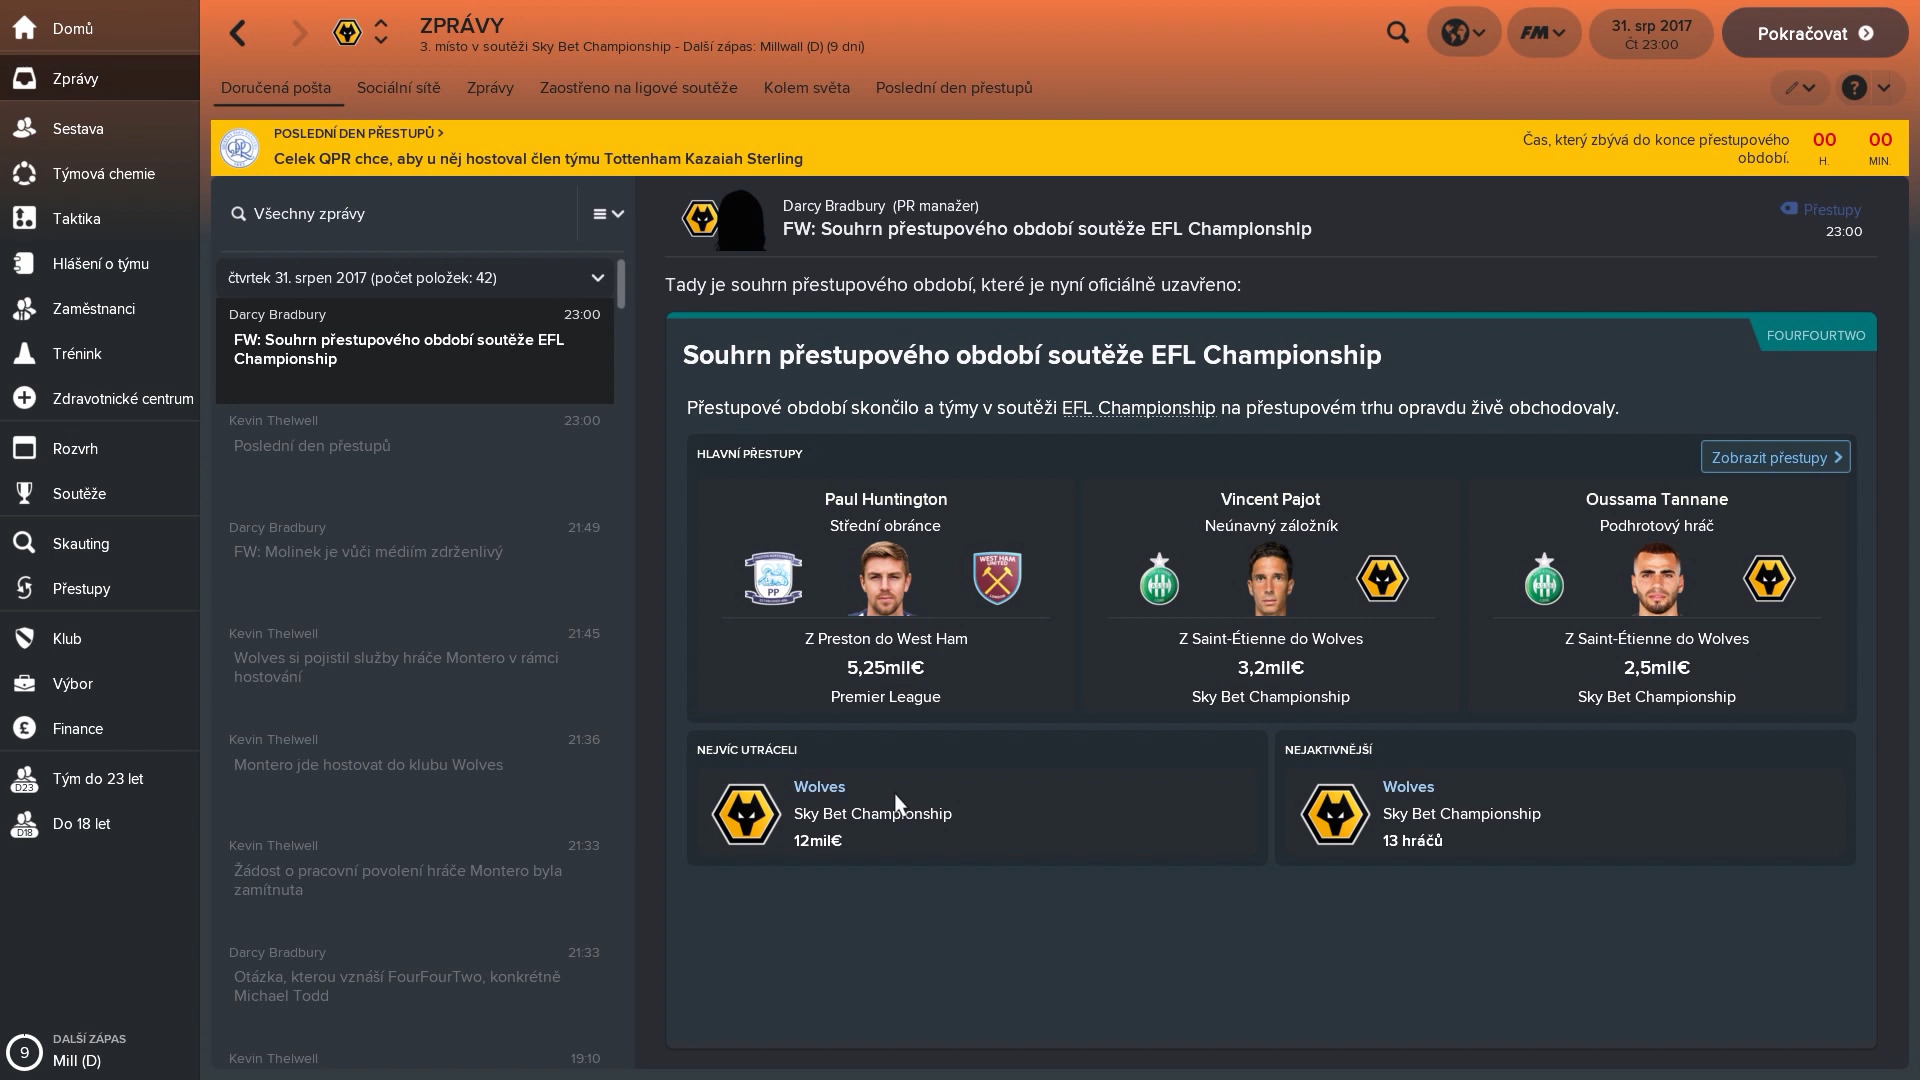 Domů
Zprávy
Sestava
Týmová chemie
Taktika
Hlášení o týmu
Zaměstnanci
Trénink
Zdravotnické centrum
Rozvrh
Soutěže
Skauting
Přestupy
Klub
Výbor
£
Finance
D23
Tým do 23 let
D18
Do 18 let
9
DALŠÍ ZÁPAS
Mill (D)
ZPRÁVY
3. místo v soutěži Sky Bet Championship - Další zápas: Millwall (D) (9 dní)
FM
31. srp 2017
Čt 23:00
Pokračovat
Doručená pošta
Sociální sítě
Zprávy
Zaostřeno na ligové soutěže
Kolem světa
Poslední den přestupů
?
POSLEDNÍ DEN PŘESTUPŮ >
Celek QPR chce, aby u něj hostoval člen týmu Tottenham Kazaiah Sterling
Čas, který zbývá do konce přestupového
období.
00
H.
00
MIN.
Všechny zprávy
čtvrtek 31. srpen 2017 (počet položek: 42)
Darcy Bradbury 23:00
FW: Souhrn přestupového období soutěže EFL
Championship
Kevin Thelwell 23:00
Poslední den přestupů
Darcy Bradbury 21:49
FW: Molinek je vůči médiím zdrženlivý
Kevin Thelwell 21:45
Wolves si pojistil služby hráče Montero v rámci
hostování
Kevin Thelwell 21:36
Montero jde hostovat do klubu Wolves
Kevin Thelwell 21:33
Žádost o pracovní povolení hráče Montero byla
zamítnuta
Darcy Bradbury 21:33
Otázka, kterou vznáší FourFourTwo, konkrétně
Michael Todd
Kevin Thelwell 19:10
Darcy Bradbury (PR manažer)
FW: Souhrn přestupového období soutěže EFL Championship
Přestupy
23:00
Tady je souhrn přestupového období, které je nyní oficiálně uzavřeno:
FOURFOURTWO
Souhrn přestupového období soutěže EFL Championship
Přestupové období skončilo a týmy v soutěži EFL Championship na přestupovém trhu opravdu živě obchodovaly.
HLAVNÍ PŘESTUPY
Zobrazit přestupy >
Paul Huntington
Střední obránce
PP
WEST HAM
UNITED
LONDON
Z Preston do West Ham
5,25mil€
Premier League
Vincent Pajot
Neúnavný záložník
Z Saint-Étienne do Wolves
3,2mil€
Sky Bet Championship
Oussama Tannane
Podhrotový hráč
Z Saint-Étienne do Wolves
2,5mil€
Sky Bet Championship
NEJVÍC UTRÁCELI
Wolves
Sky Bet Championship
12mil€
NEJAKTIVNĚJŠÍ
Wolves
Sky Bet Championship
13 hráčů